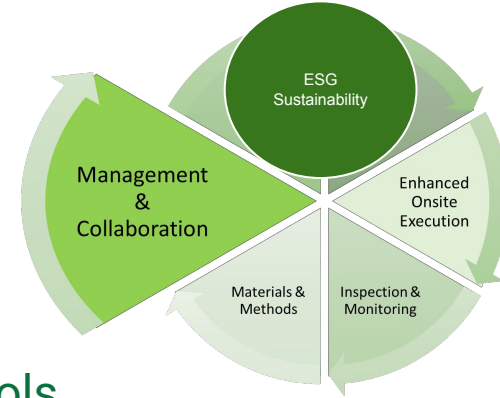 ESG
Sustainability
Management
&
Collaboration
Enhanced
Onsite
Execution
Materials &
Methods
Inspection &
Monitoring